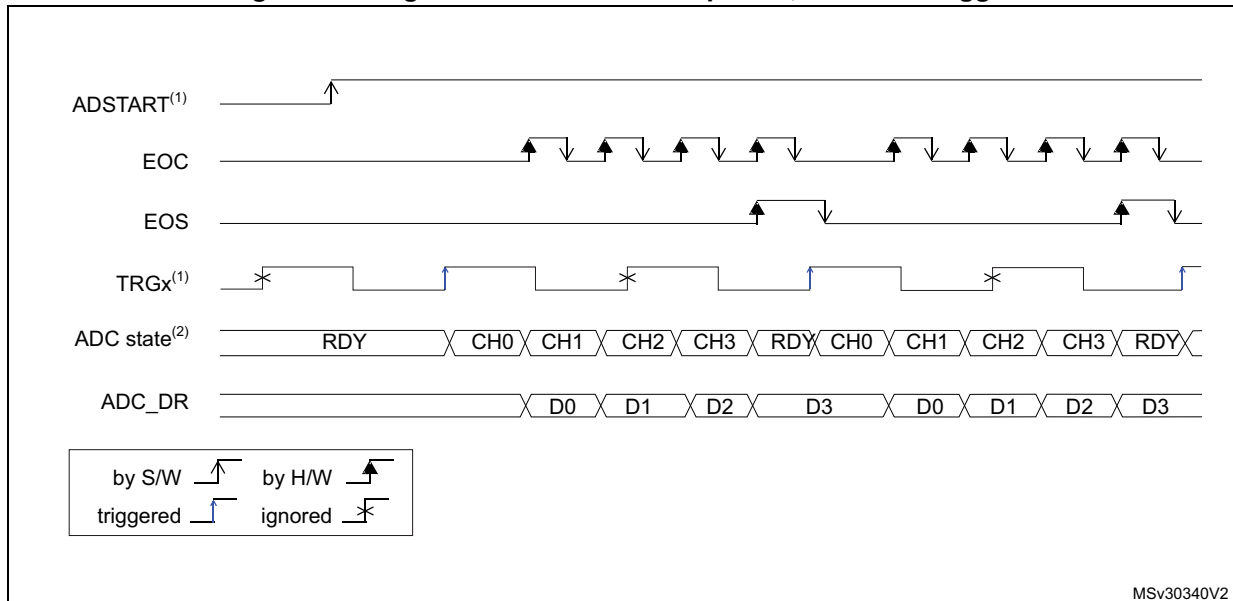 ADSTART(1)
EOC
EOS
TRGx(1)
ADC state(2) RDY CH0 CH1 CH2 CH3 RDY CH0 CH1 CH2 CH3 RDY
ADC_DR D0 D1 D2 D3 D0 D1 D2 D3
by S/W by H/W
triggered ignored
MSv30340V2